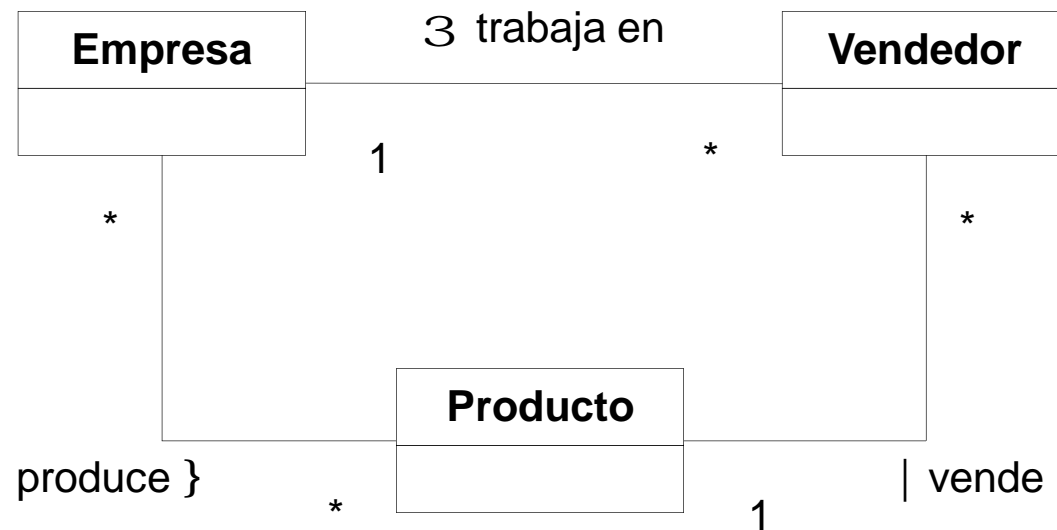 3 trabaja en
Empresa
Vendedor
1
*
*
*
Producto
produce }
| vende
*
1